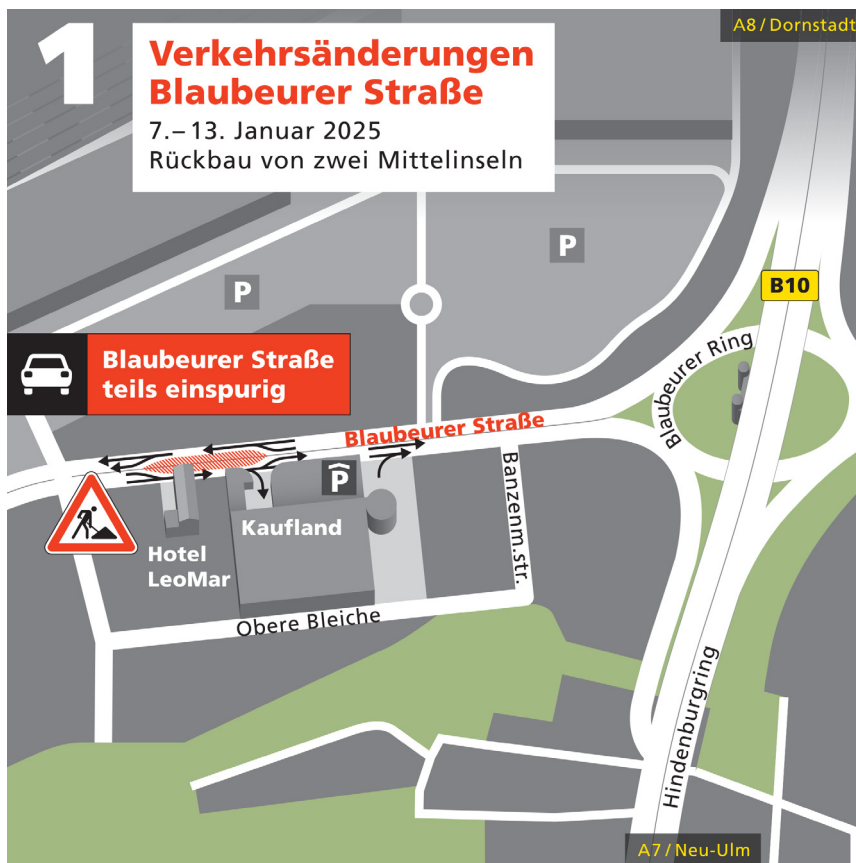 1
Verkehrsänderungen
Blaubeurer Straße
7.–13. Januar 2025
Rückbau von zwei Mittelinseln
A8/Dornstadt
P
P
B10
Blaubeurer Straße
teils einspurig
Blaubeurer Ring
Blaubeurer Straße
P
Banzenm.str.
Kaufland
Hotel
LeoMar
Obere Bleiche
Hindenburgring
A7/Neu-Ulm